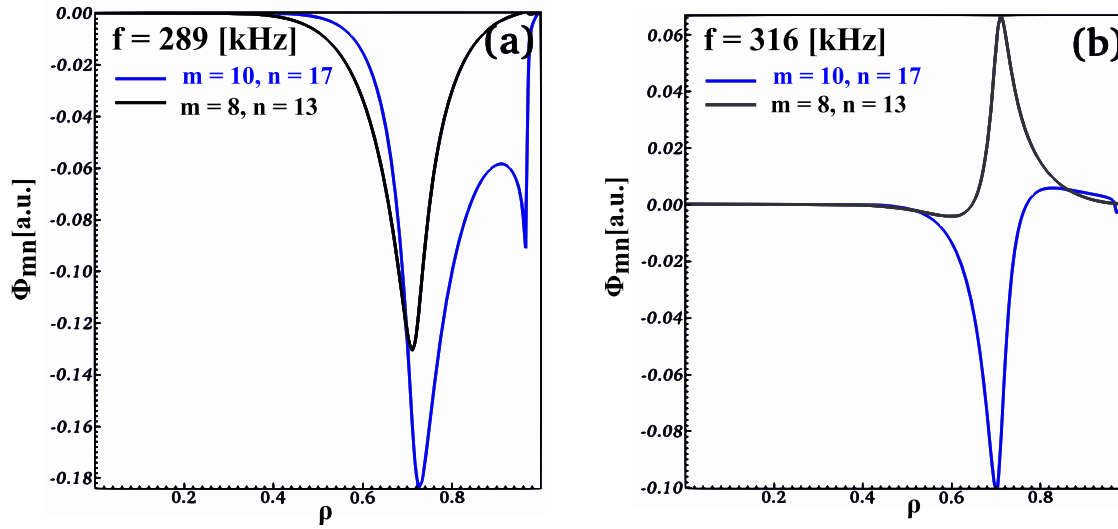 0.00
-0.02
-0.04
-0.06
-0.08
-0.10
-0.12
-0.14
-0.16
-0.18
Φmn[a.u.]
f = 289 [kHz]
(a)
m = 10, n = 17
m = 8, n = 13
0.2 0.4 0.6 0.8
ρ
0.06
0.04
0.02
0.00
-0.02
-0.04
-0.06
-0.08
-0.10
Φmn[a.u.]
f = 316 [kHz]
(b)
m = 10, n = 17
m = 8, n = 13
0.2 0.4 0.6 0.8
ρ